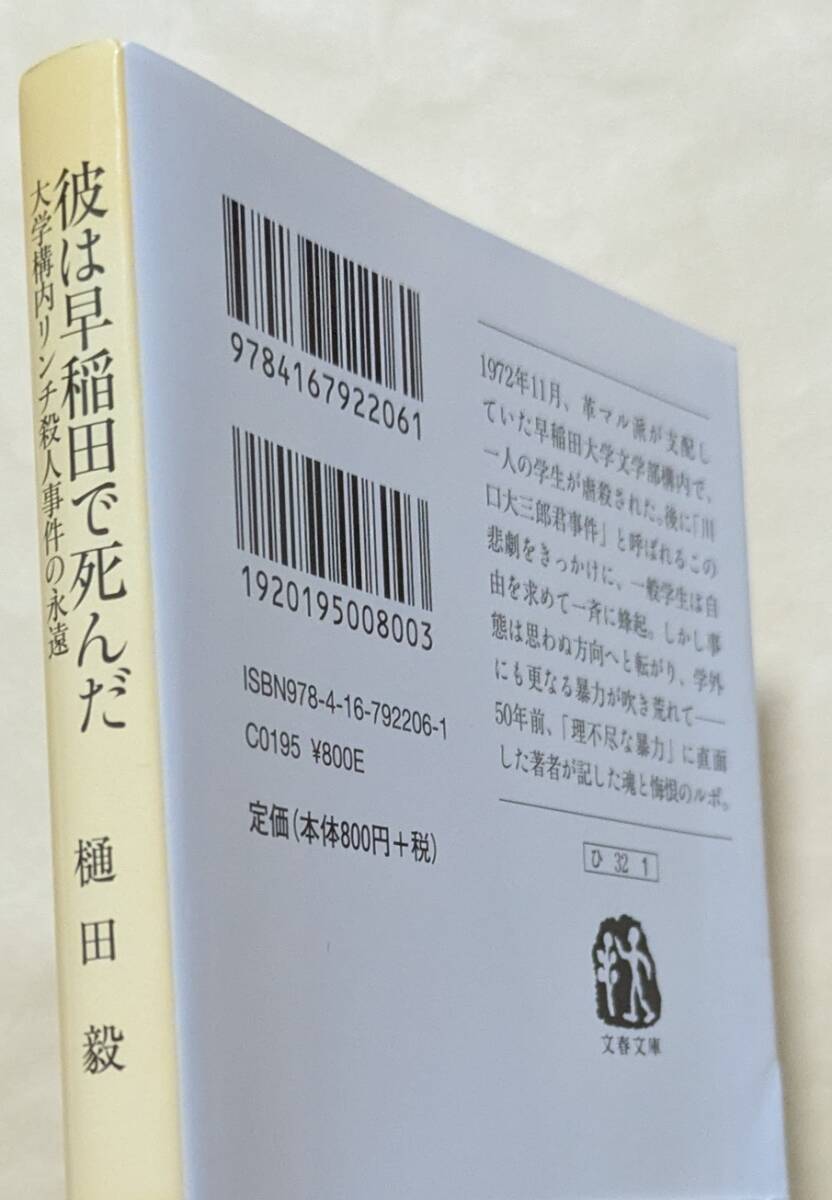 彼は早稲田で死んだ
大学構内リンチ殺人事件の永遠
樋田毅
9784167922061
1920195008003
ISBN978-4-16-792206-1
C0195 ¥800E
定価(本体800円+税)
1972年11月、革マル派が支配し
ていた早稲田大学文学部構内で、
一人の学生が虐殺された。後に「川
口大三郎君事件」と呼ばれるこの
悲劇をきっかけに、一般学生は自
由を求めて一斉に蜂起。しかし事
態は思わぬ方向へと転がり、学外
にも更なる暴力が吹き荒れて――
50年前、「理不尽な暴力」に直面
した著者が記した魂と悔恨のルポ。
ひ 32 1
文春文庫